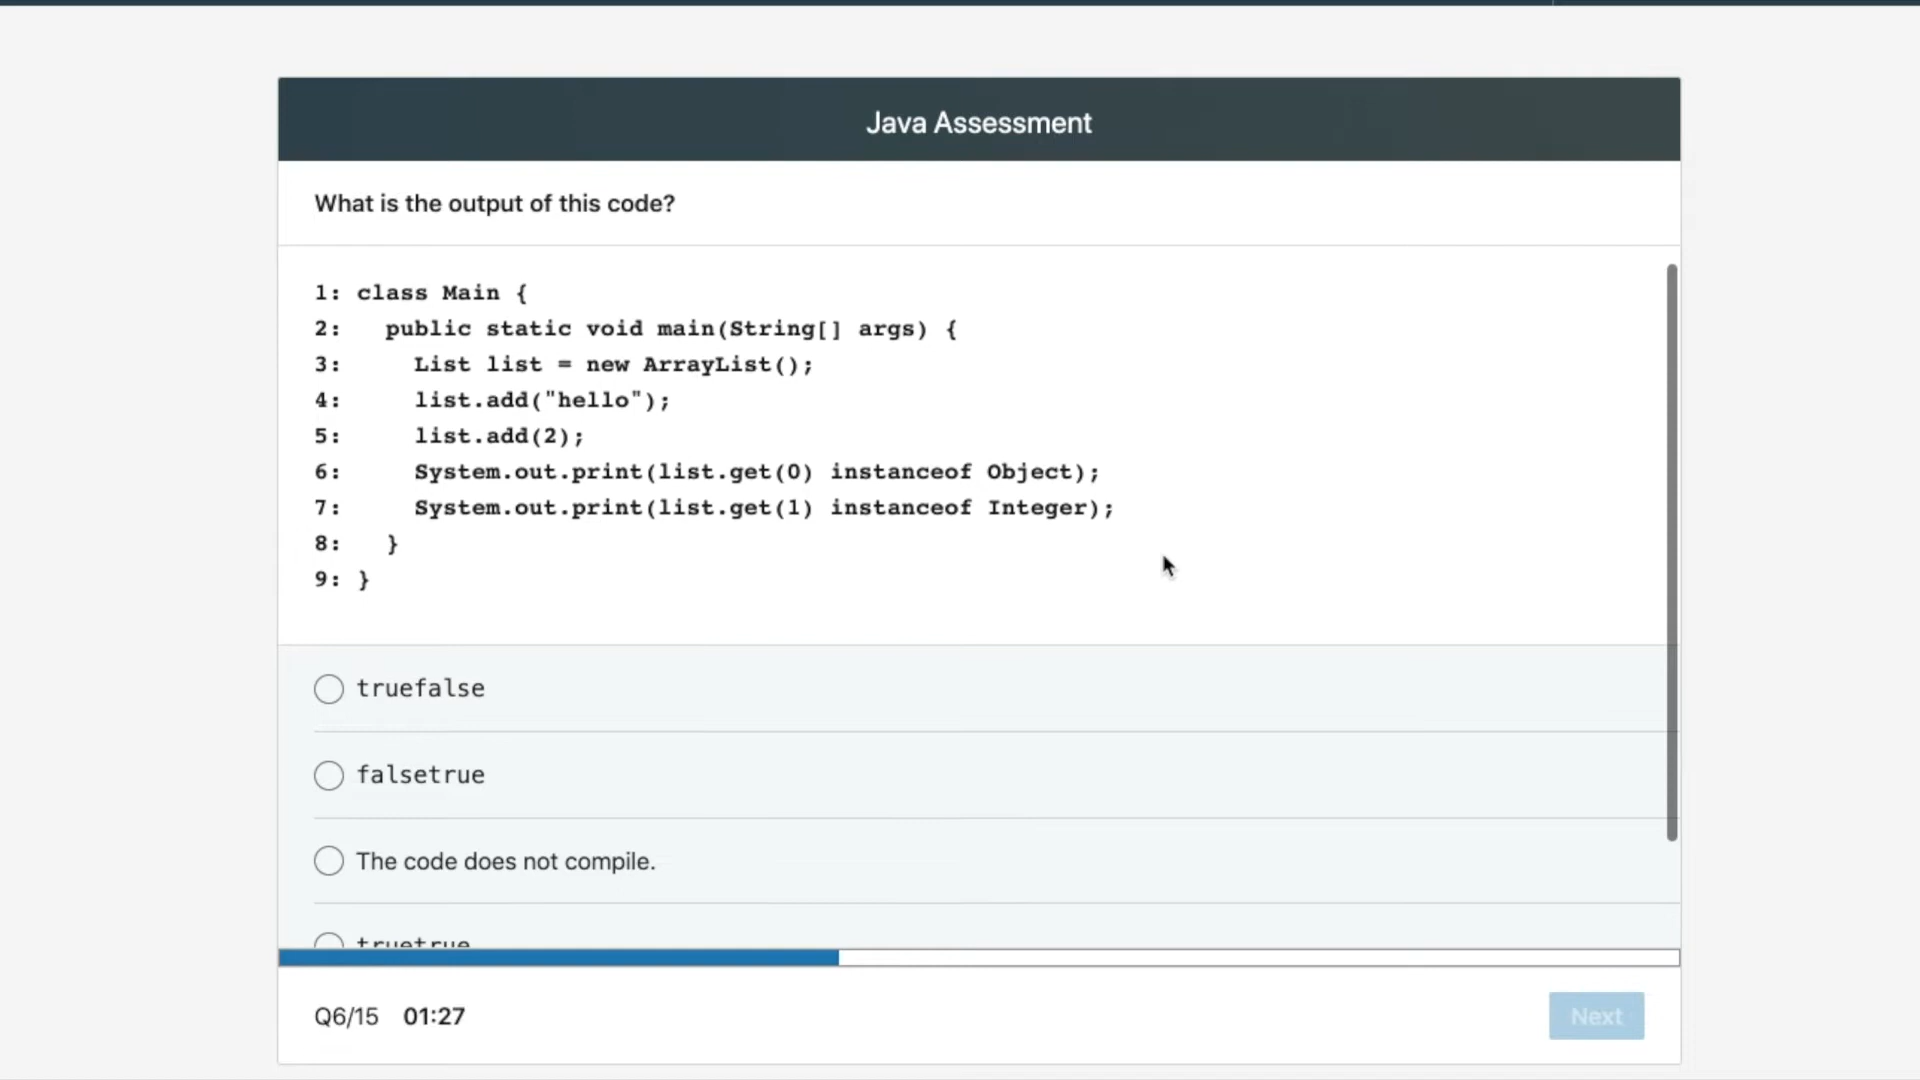 Java Assessment
What is the output of this code?
1: class Main {
2:   public static void main(String[] args) {
3:     List list = new ArrayList();
4:     list.add("hello");
5:     list.add(2);
6:     System.out.print(list.get(0) instanceof Object);
7:     System.out.print(list.get(1) instanceof Integer);
8:   }
9: }
truefalse
falsetrue
The code does not compile.
truetrue
Q6/15 01:27
Next